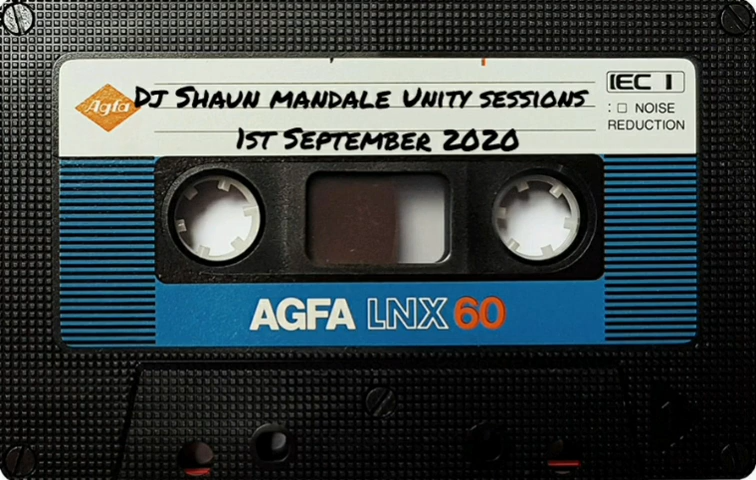 Agfa
DJ Shaun mandale Unity sessions
1st September 2020
IEC I
: □ NOISE
REDUCTION
AGFA LNX 60